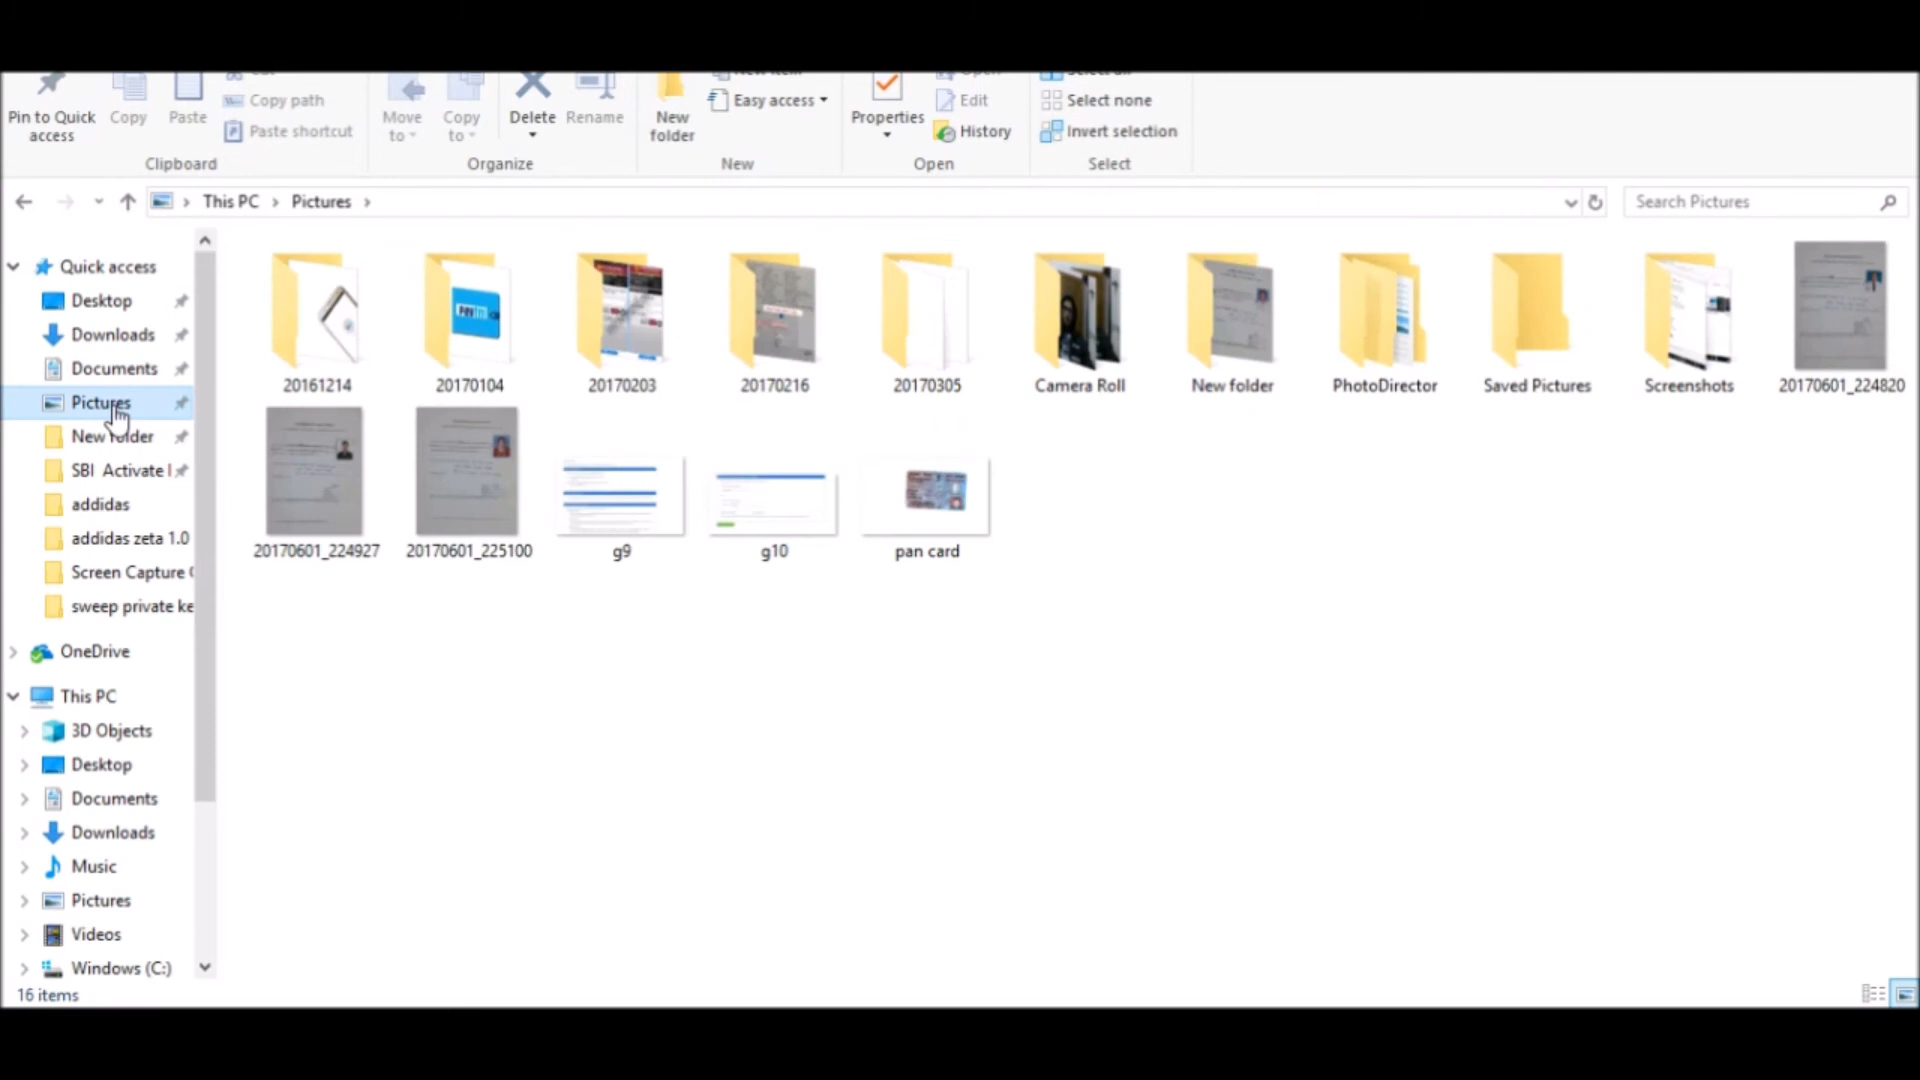 Pin to Quick access
Copy
Paste
Copy path
Paste shortcut
Clipboard
Move to
Copy to
Delete
Rename
Organize
New folder
Easy access
New
Properties
Edit
History
Open
Select none
Invert selection
Select
This PC > Pictures >
Search Pictures
Quick access
Desktop
Downloads
Documents
Pictures
New folder
SBI Activate
addidas
addidas zeta 1.0
Screen Capture
sweep private ke
OneDrive
This PC
3D Objects
Desktop
Documents
Downloads
Music
Pictures
Videos
Windows (C:)
20161214
20170104
20170203
20170216
20170305
Camera Roll
New folder
PhotoDirector
Saved Pictures
Screenshots
20170601_224820
20170601_224927
20170601_225100
g9
g10
pan card
16 items